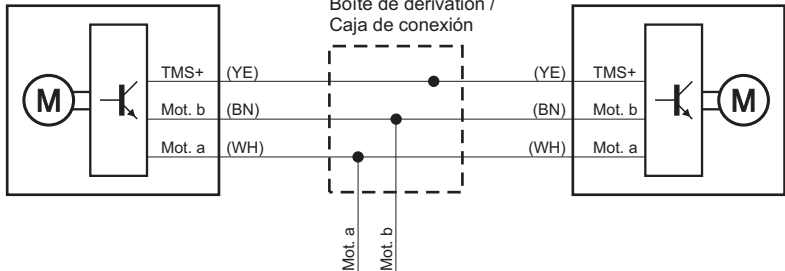 Boîte de dérivation /
Caja de conexión
TMS+ (YE) (YE) TMS+
M Mot. b (BN) (BN) Mot. b M
Mot. a (WH) (WH) Mot. a
Mot. a
Mot. b